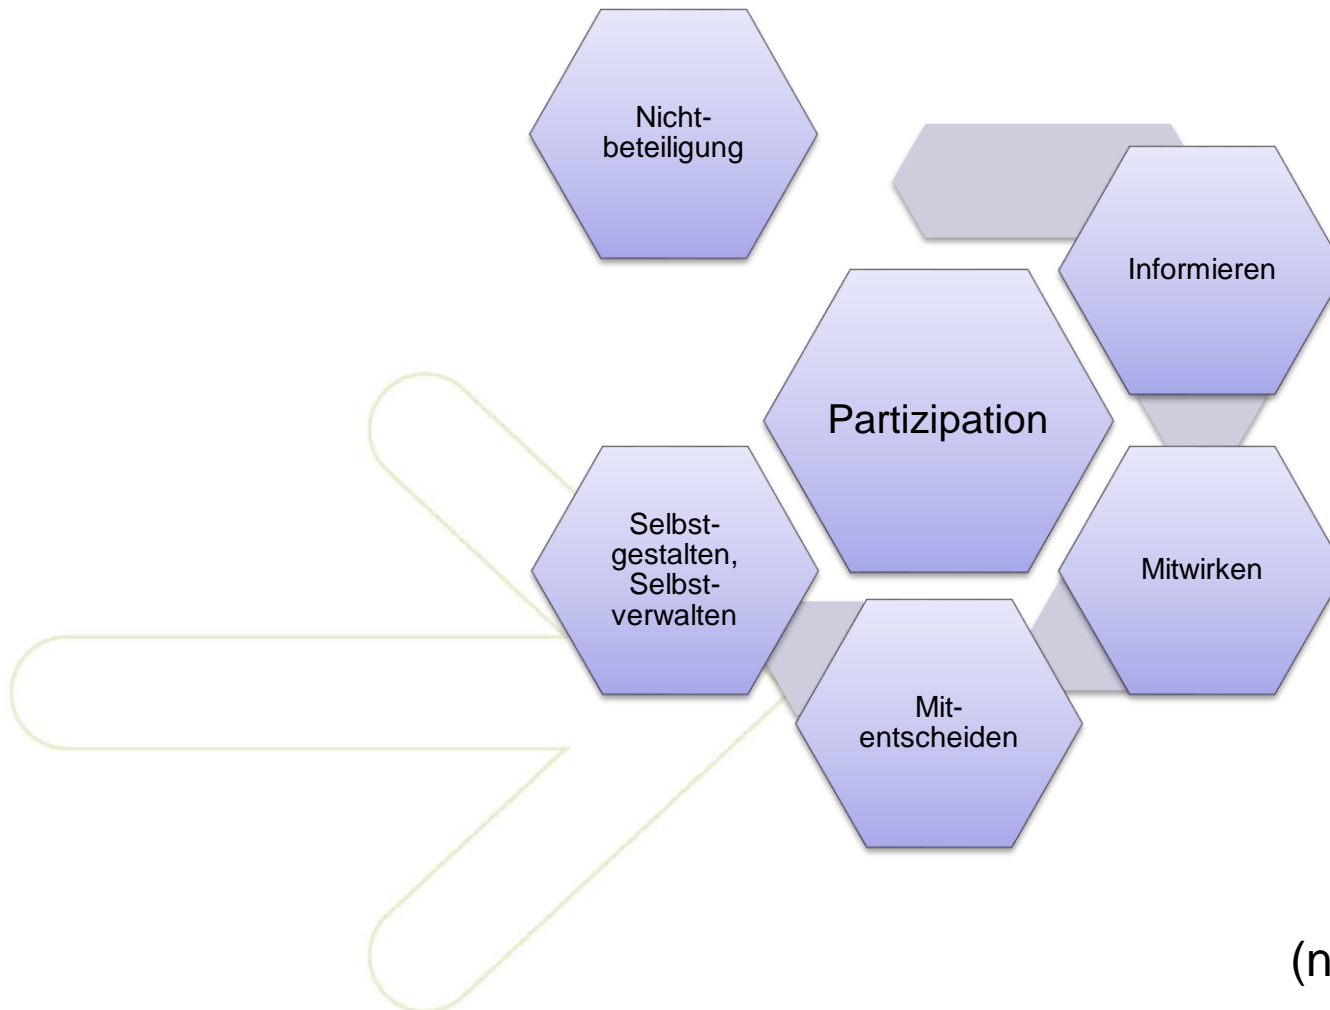 Nicht-
beteiligung
Informieren
Partizipation
Selbst-
gestalten,
Selbst-
verwalten
Mitwirken
Mit-
entscheiden
(n